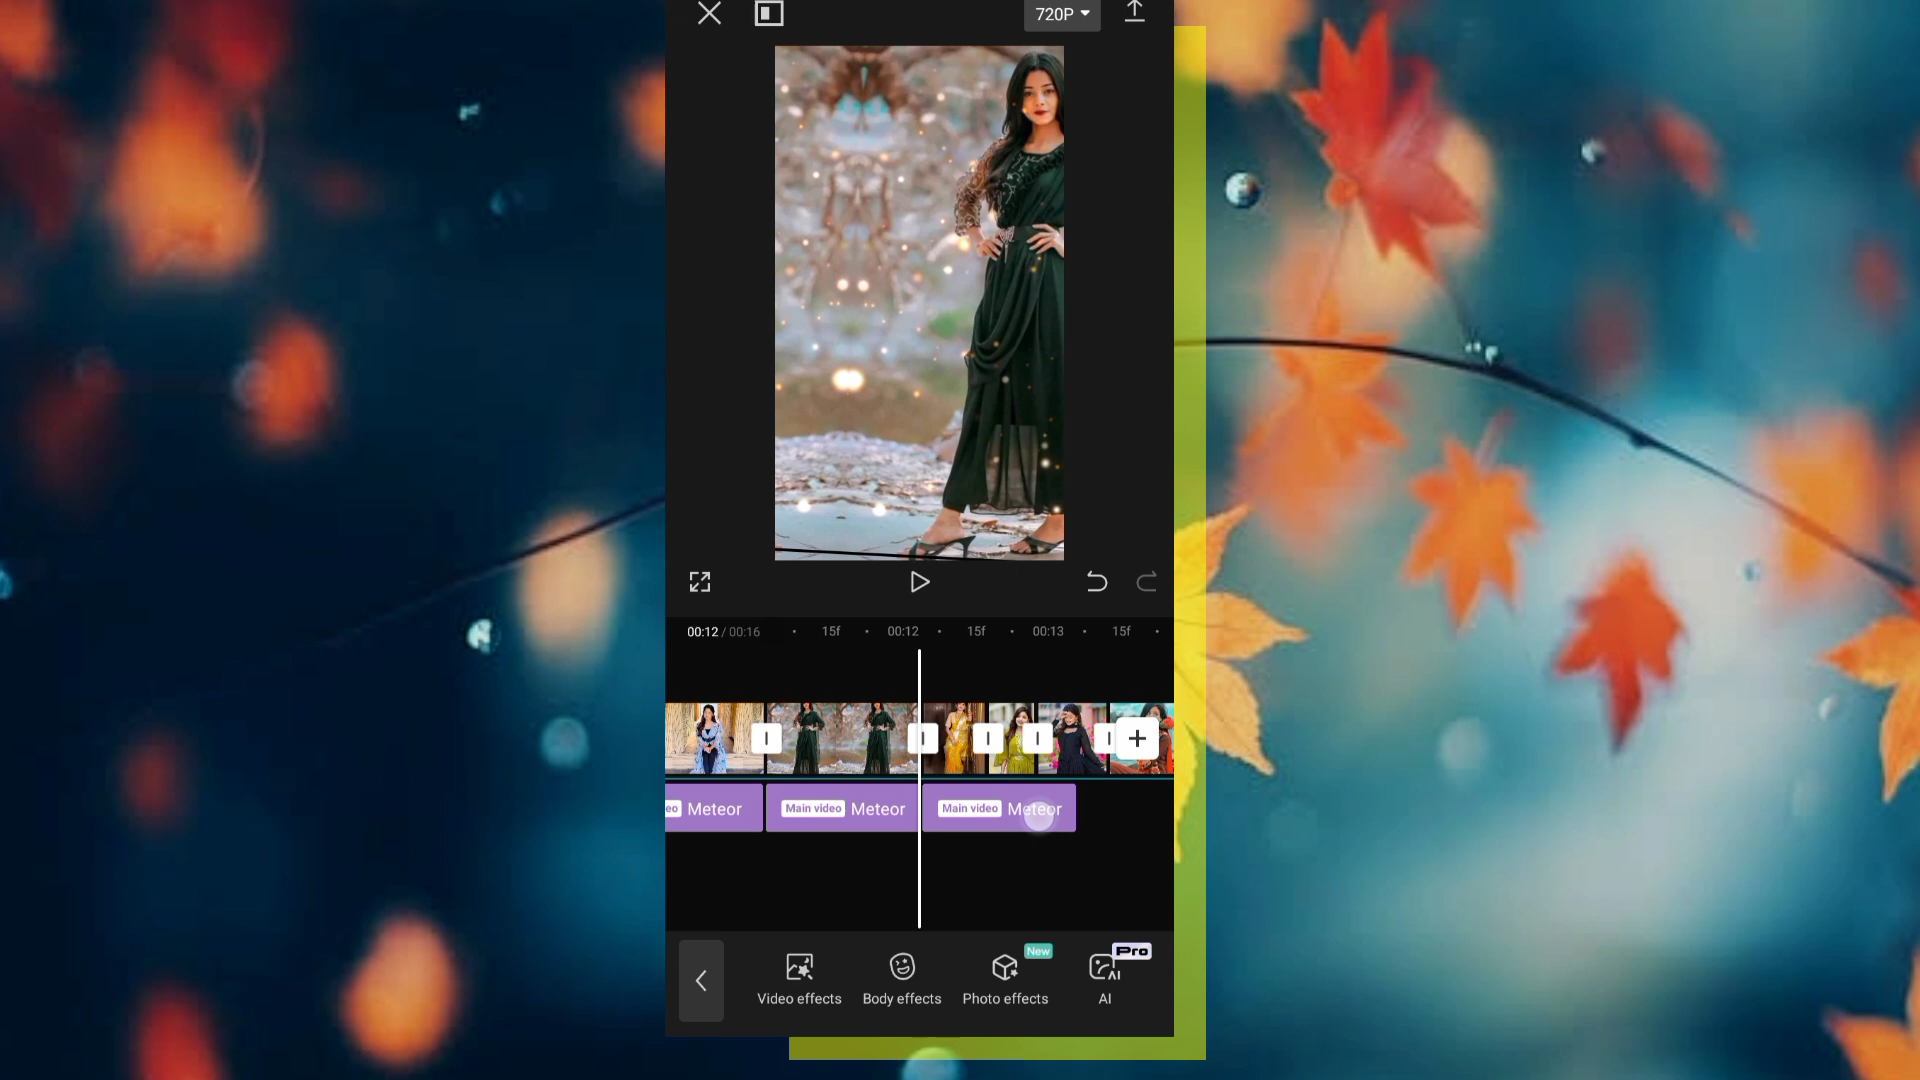 720P
00:12 / 00:16 15f 00:12 15f 00:13 15f
eo Meteor Main video Meteor Main video Meteor
New Pro
Video effects Body effects Photo effects AI